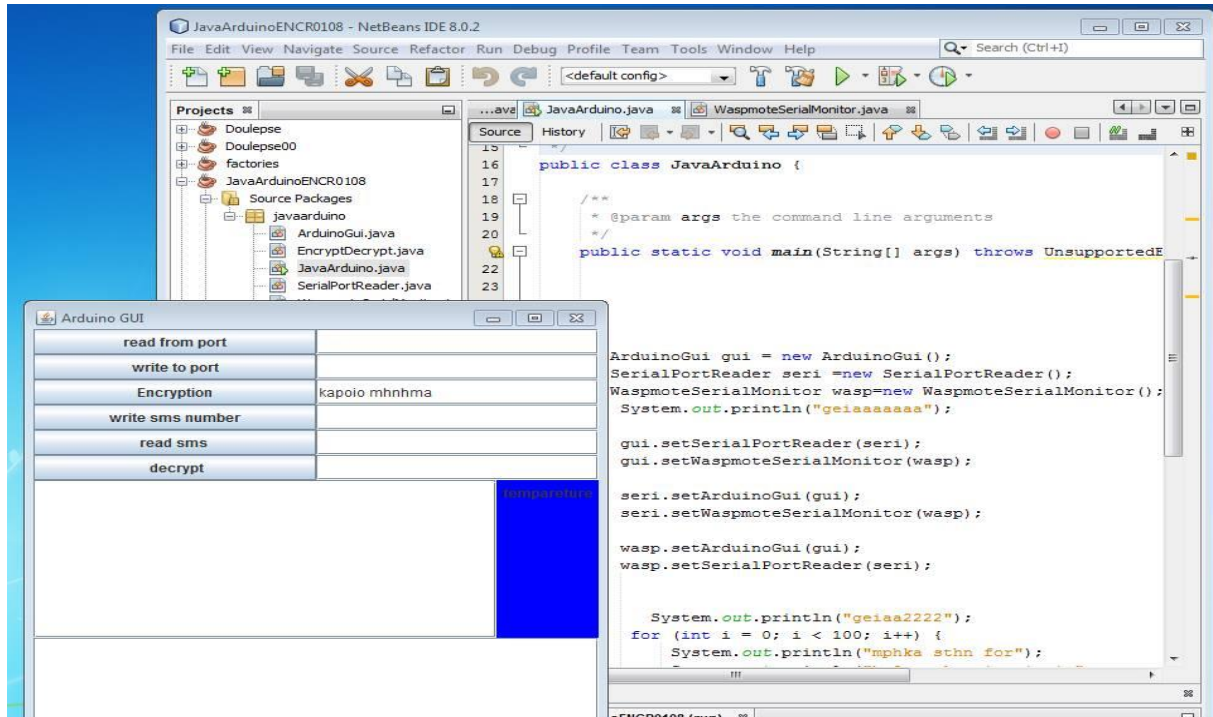 JavaArduinoENCR0108 - NetBeans IDE 8.0.2
File Edit View Navigate Source Refactor Run Debug Profile Team Tools Window Help
Search (Ctrl+I)
<default config>
Projects
Doulepse
Doulepse00
factories
JavaArduinoENCR0108
Source Packages
javaarduino
ArduinoGui.java
EncryptDecrypt.java
JavaArduino.java
SerialPortReader.java
...ava JavaArduino.java WaspmoteSerialMonitor.java
Source History
15 */
16 public class JavaArduino {
17
18 /**
19 * @param args the command line arguments
20 */
public static void main(String[] args) throws UnsupportedE
22
23
ArduinoGui gui = new ArduinoGui();
SerialPortReader seri =new SerialPortReader();
WaspmoteSerialMonitor wasp=new WaspmoteSerialMonitor();
System.out.println("geiaaaaaaa");
gui.setSerialPortReader(seri);
gui.setWaspmoteSerialMonitor(wasp);
seri.setArduinoGui(gui);
seri.setWaspmoteSerialMonitor(wasp);
wasp.setArduinoGui(gui);
wasp.setSerialPortReader(seri);
System.out.println("geiaa2222");
for (int i = 0; i < 100; i++) {
System.out.println("mphka sthn for");
Arduino GUI
read from port
write to port
Encryption kapoio mhnhma
write sms number
read sms
decrypt
tempareture